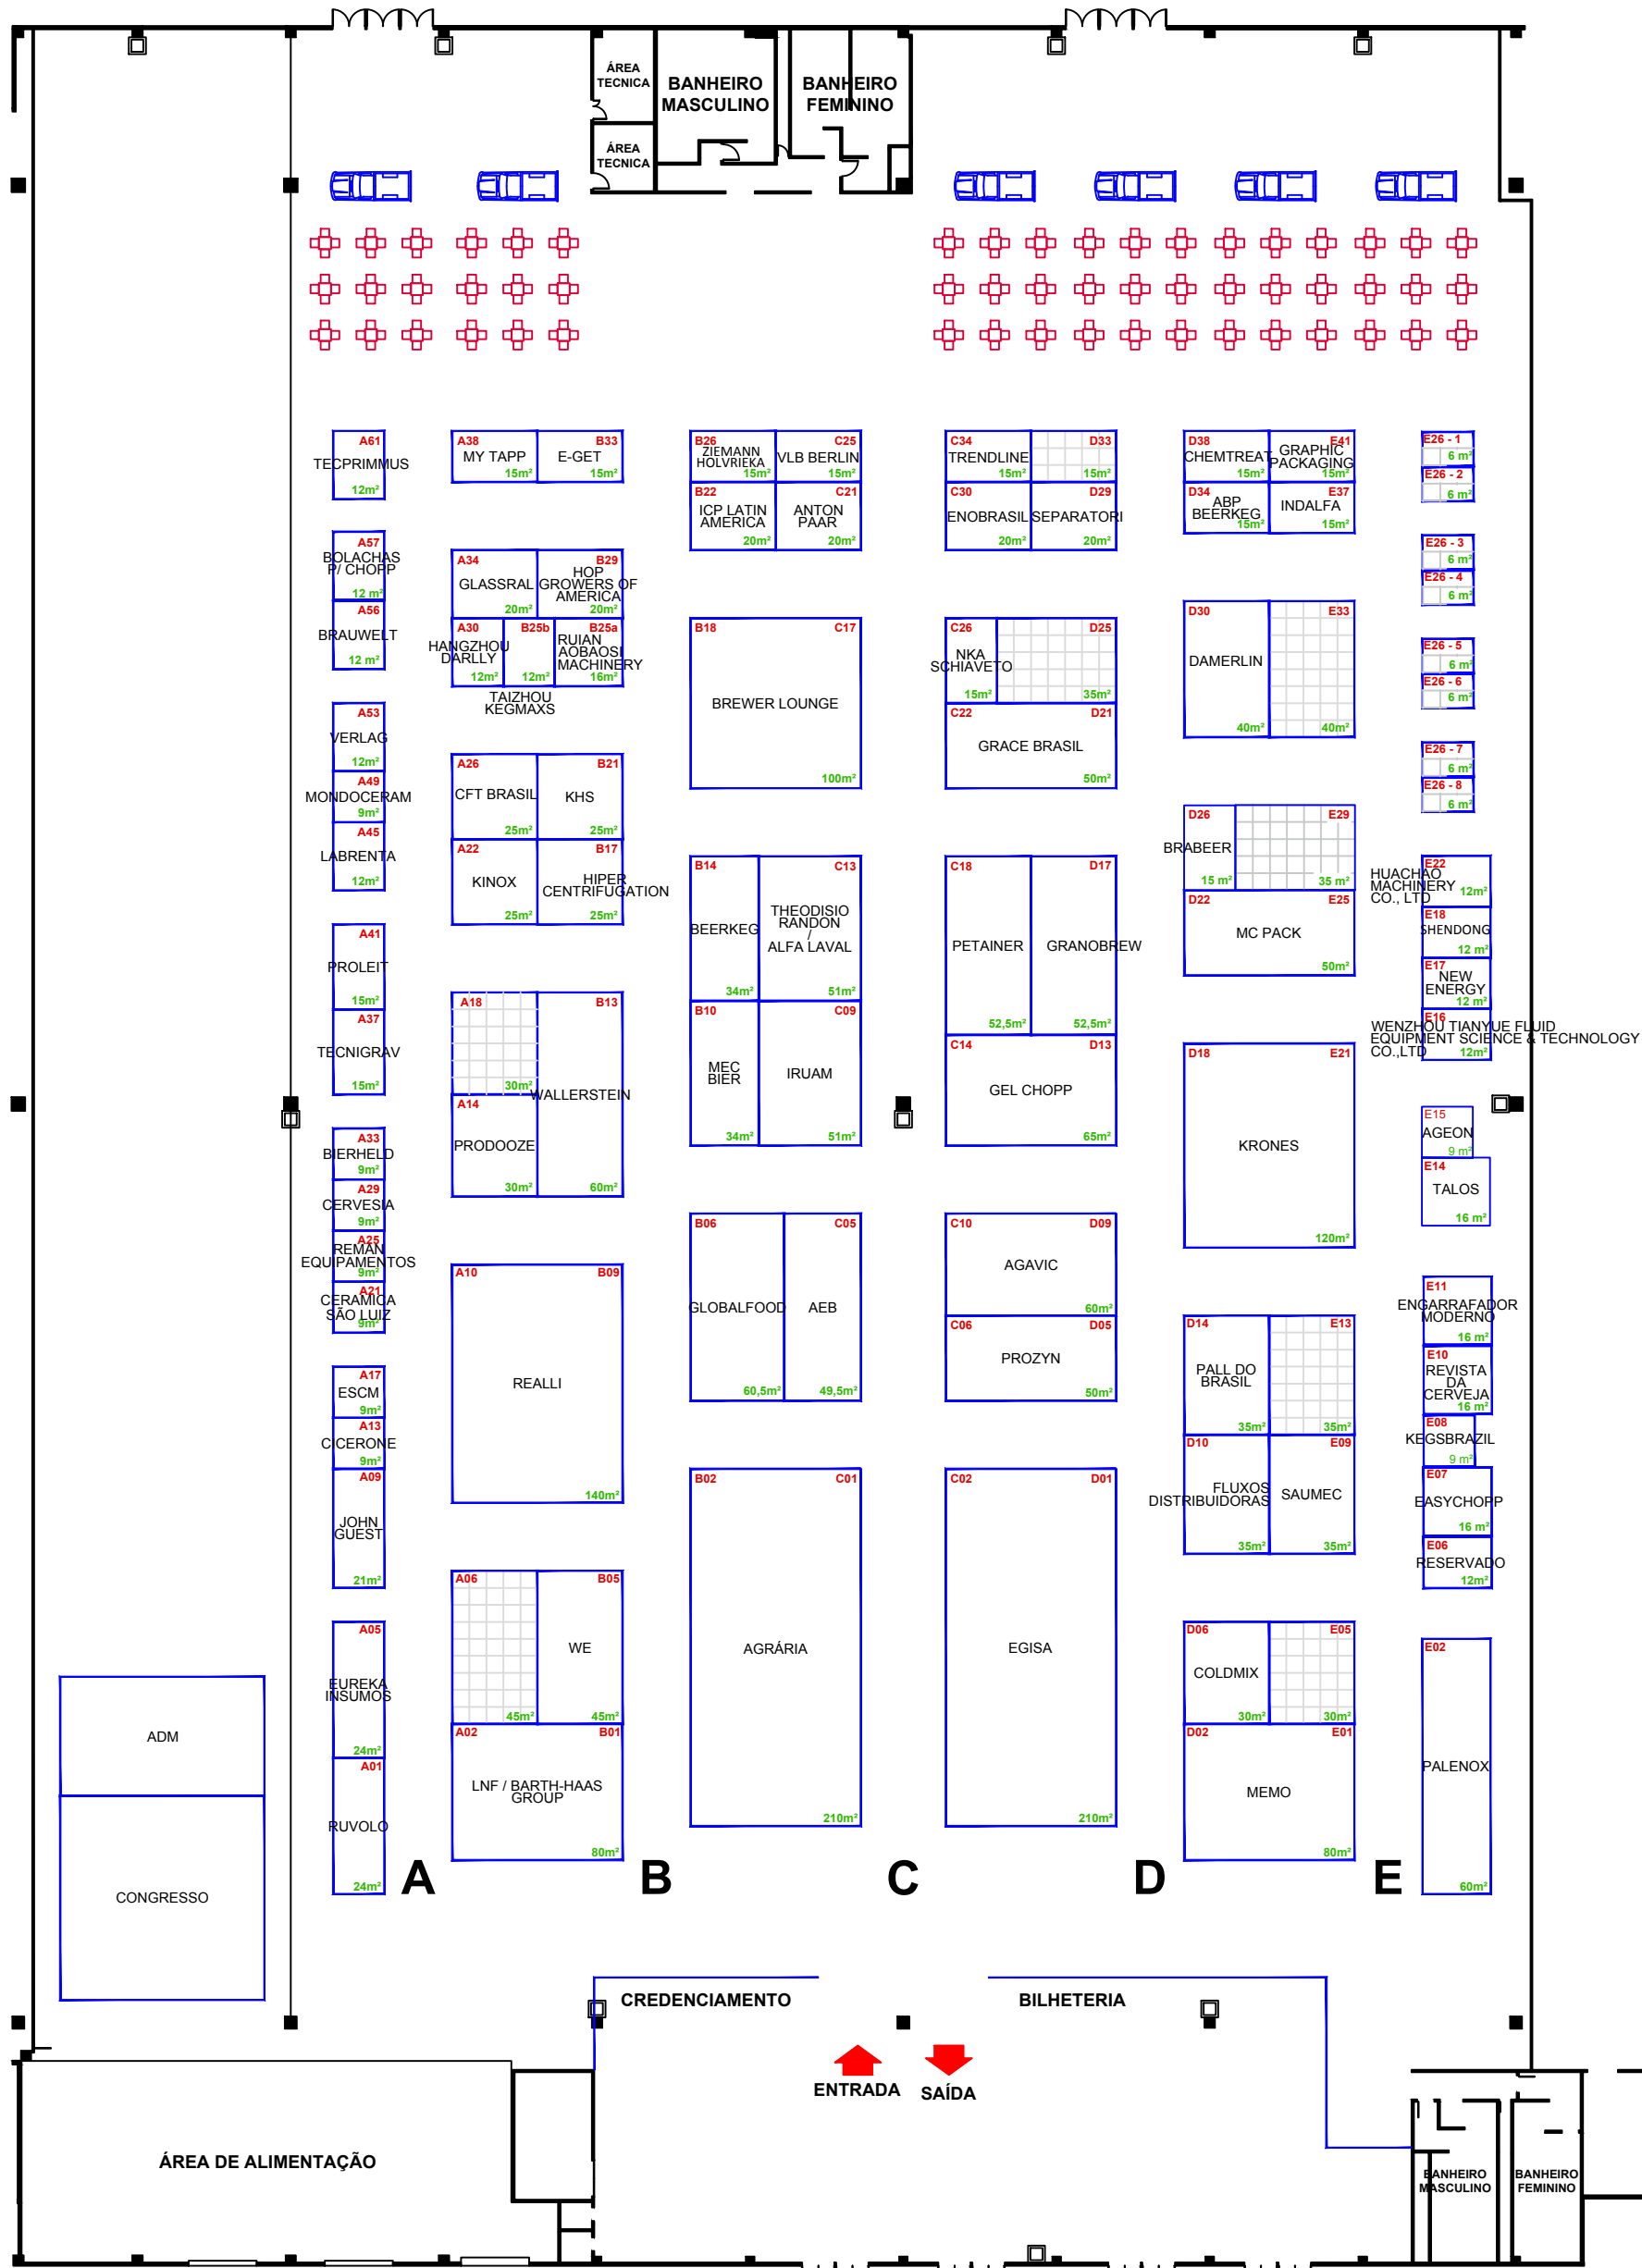 ÁREA
TECNICA
BANHEIRO
MASCULINO
BANHEIRO
FEMININO
ÁREA
TECNICA
A61
TECPRIMMUS
12m²
A57
BOLACHAS
P/ CHOPP
12 m²
A56
BRAUWELT
12 m²
A53
VERLAG
12m²
A49
MONDOCERAM
9m²
A45
LABRENTA
12m²
A41
PROLEIT
15m²
A37
TECNIGRAV
15m²
A33
BIERHELD
9m²
A29
CERVESIA
9m²
A25
REMAN
EQUIPAMENTOS
9m²
A21
CERAMICA
SÃO LUIZ
9m²
A17
ESCM
9m²
A13
CICERONE
9m²
A09
JOHN
GUEST
21m²
A05
EUREKA
INSUMOS
24m²
A01
RUVOLO
24m²
A38
MY TAPP
15m²
B33
E-GET
15m²
A34
GLASSRAL
20m²
B29
HOP
GROWERS OF
AMERICA
20m²
A30
HANGZHOU
DARLLY
12m²
B25b
12m²
TAIZHOU
KEGMAXS
B25a
RUIAN
AOBAOSI
MACHINERY
16m²
A26
CFT BRASIL
25m²
B21
KHS
25m²
A22
KINOX
25m²
B17
HIPER
CENTRIFUGATION
25m²
A18
30m²
B13
WALLERSTEIN
60m²
A14
PRODOOZE
30m²
A10 B09
REALLI
140m²
A06
45m²
B05
WE
45m²
A02 B01
LNF / BARTH-HAAS
GROUP
80m²
B26
ZIEMANN
HOLVRIEKA
15m²
C25
VLB BERLIN
15m²
B22
ICP LATIN
AMERICA
20m²
C21
ANTON
PAAR
20m²
B18 C17
BREWER LOUNGE
100m²
B14
BEERKEG
34m²
C13
THEODISIO
RANDON
/
ALFA LAVAL
51m²
B10
MEC
BIER
34m²
C09
IRUAM
51m²
B06
GLOBALFOOD
60,5m²
C05
AEB
49,5m²
B02 C01
AGRÁRIA
210m²
C34
TRENDLINE
15m²
D33
15m²
C30
ENOBRASIL
20m²
D29
SEPARATORI
20m²
C26
NKA
SCHIAVETO
15m²
D25
35m²
C22 D21
GRACE BRASIL
50m²
C18
PETAINER
52,5m²
D17
GRANOBREW
52,5m²
C14 D13
GEL CHOPP
65m²
C10 D09
AGAVIC
60m²
C06 D05
PROZYN
50m²
C02 D01
EGISA
210m²
D38
CHEMTREAT
15m²
E41
GRAPHIC
PACKAGING
15m²
D34
ABP
BEERKEG
15m²
E37
INDALFA
15m²
D30
DAMERLIN
40m²
E33
40m²
D26
BRABEER
15 m²
E29
35 m²
D22 E25
MC PACK
50m²
D18 E21
KRONES
120m²
D14
PALL DO
BRASIL
35m²
E13
35m²
D10
FLUXOS
DISTRIBUIDORAS
35m²
E09
SAUMEC
35m²
D06
COLDMIX
30m²
E05
30m²
D02 E01
MEMO
80m²
E26 - 1
6 m²
E26 - 2
6 m²
E26 - 3
6 m²
E26 - 4
6 m²
E26 - 5
6 m²
E26 - 6
6 m²
E26 - 7
6 m²
E26 - 8
6 m²
E22
HUACHAO
MACHINERY
CO., LTD
12m²
E18
SHENDONG
12 m²
E17
NEW
ENERGY
12 m²
E16
WENZHOU TIANYUE FLUID
EQUIPMENT SCIENCE & TECHNOLOGY
CO.,LTD
12m²
E15
AGEON
9 m²
E14
TALOS
16 m²
E11
ENGARRAFADOR
MODERNO
16 m²
E10
REVISTA
DA
CERVEJA
16 m²
E08
KEGSBRAZIL
9 m²
E07
EASYCHOPP
16 m²
E06
RESERVADO
12m²
E02
PALENOX
60m²
ADM
CONGRESSO
A B C D E
CREDENCIAMENTO
BILHETERIA
ENTRADA
SAÍDA
ÁREA DE ALIMENTAÇÃO
BANHEIRO
MASCULINO
BANHEIRO
FEMININO